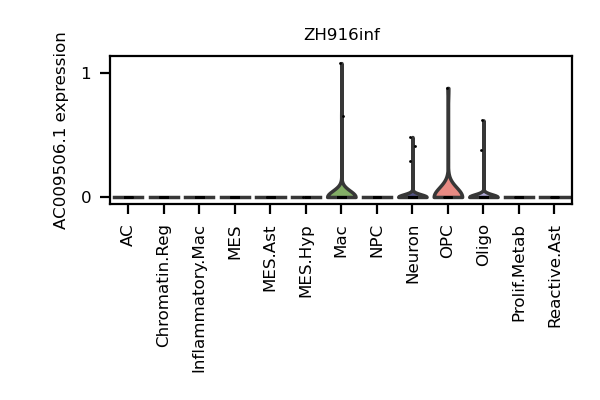 ZH916inf
AC009506.1 expression
1
0
AC
Chromatin.Reg
Inflammatory.Mac
MES
MES.Ast
MES.Hyp
Mac
NPC
Neuron
OPC
Oligo
Prolif.Metab
Reactive.Ast